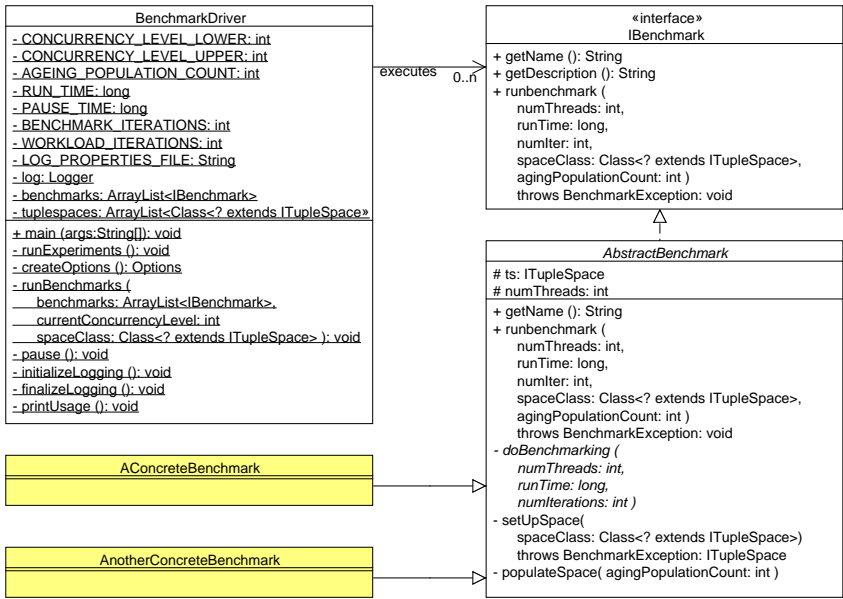 BenchmarkDriver
- CONCURRENCY_LEVEL_LOWER: int
- CONCURRENCY_LEVEL_UPPER: int
- AGEING_POPULATION_COUNT: int
- RUN_TIME: long
- PAUSE_TIME: long
- BENCHMARK_ITERATIONS: int
- WORKLOAD_ITERATIONS: int
- LOG_PROPERTIES_FILE: String
- log: Logger
- benchmarks: ArrayList<IBenchmark>
- tuplespaces: ArrayList<Class<? extends ITupleSpace»
+ main (args:String[]): void
- runExperiments (): void
- createOptions (): Options
- runBenchmarks (
benchmarks: ArrayList<IBenchmark>,
currentConcurrencyLevel: int
spaceClass: Class<? extends ITupleSpace> ): void
- pause (): void
- initializeLogging (): void
- finalizeLogging (): void
- printUsage (): void
executes
0..n
«interface»
IBenchmark
+ getName (): String
+ getDescription (): String
+ runbenchmark (
numThreads: int,
runTime: long,
numIter: int,
spaceClass: Class<? extends ITupleSpace>,
agingPopulationCount: int )
throws BenchmarkException: void
AbstractBenchmark
# ts: ITupleSpace
# numThreads: int
+ getName (): String
+ runbenchmark (
numThreads: int,
runTime: long,
numIter: int,
spaceClass: Class<? extends ITupleSpace>,
agingPopulationCount: int )
throws BenchmarkException: void
- doBenchmarking (
numThreads: int,
runTime: long,
numIterations: int )
- setUpSpace(
spaceClass: Class<? extends ITupleSpace>)
throws BenchmarkException: ITupleSpace
- populateSpace( agingPopulationCount: int )
AConcreteBenchmark
AnotherConcreteBenchmark